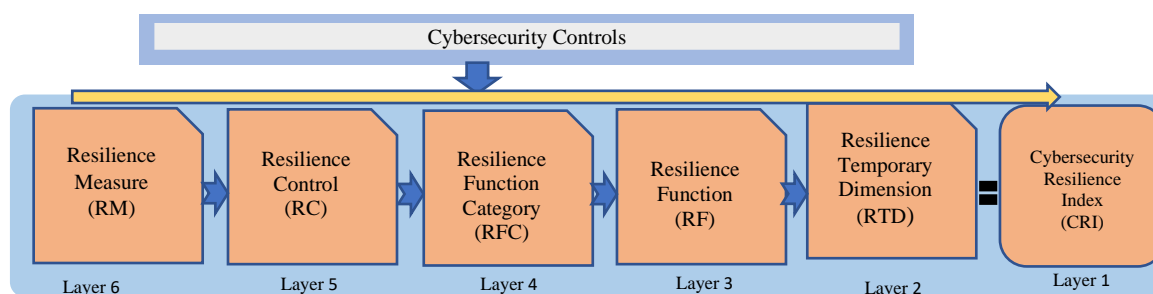 Cybersecurity Controls
Resilience
Measure
(RM)
Resilience
Control
(RC)
Resilience
Function
Category
(RFC)
Resilience
Function
(RF)
Resilience
Temporary
Dimension
(RTD)
Cybersecurity
Resilience
Index
(CRI)
Layer 6
Layer 5
Layer 4
Layer 3
Layer 2
Layer 1